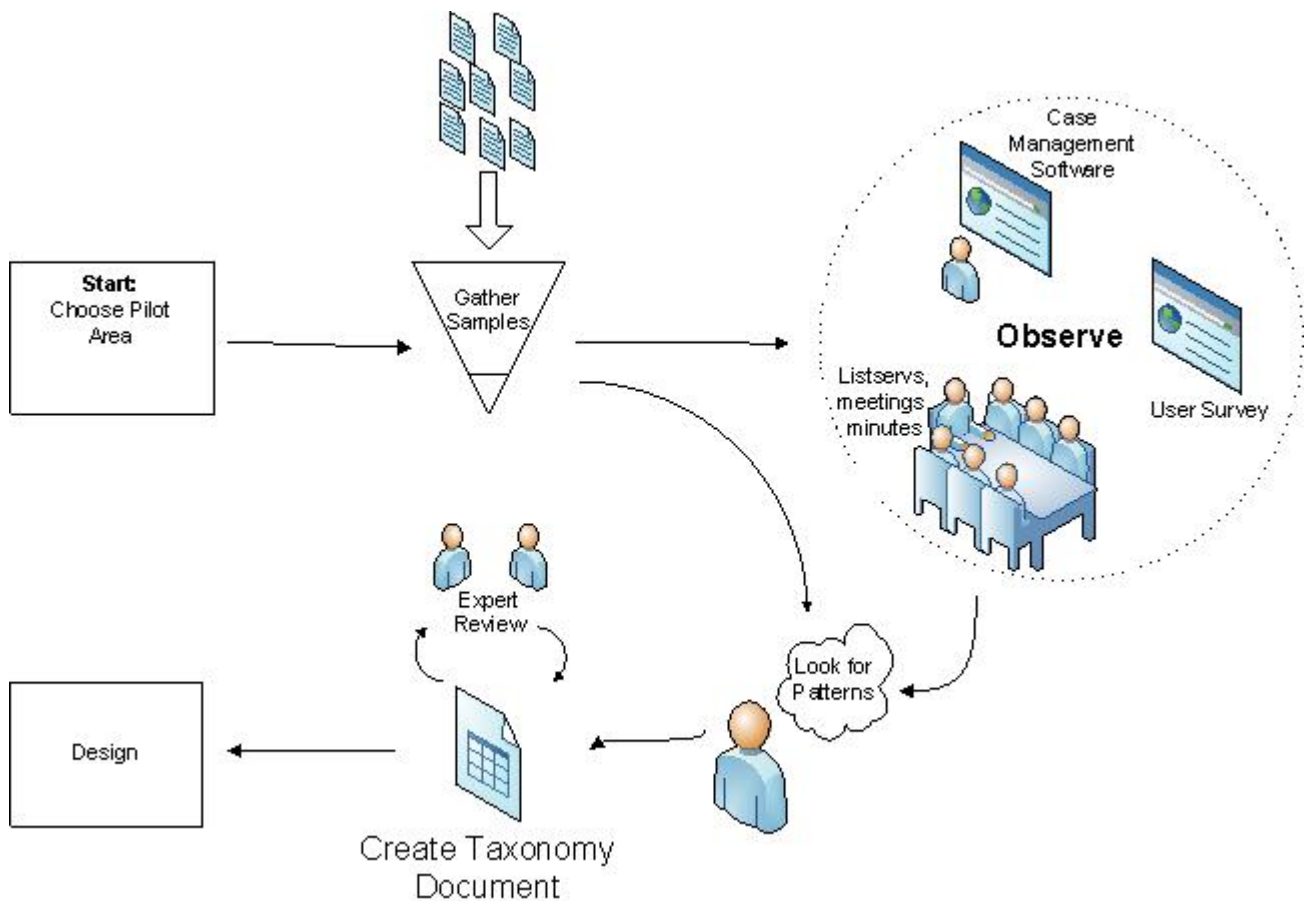 Start:
Choose Pilot
Area
Gather
Samples
Case
Management
Software
Observe
User Survey
Listservs,
meetings
minutes
Look for
Patterns
Expert
Review
Create Taxonomy
Document
Design